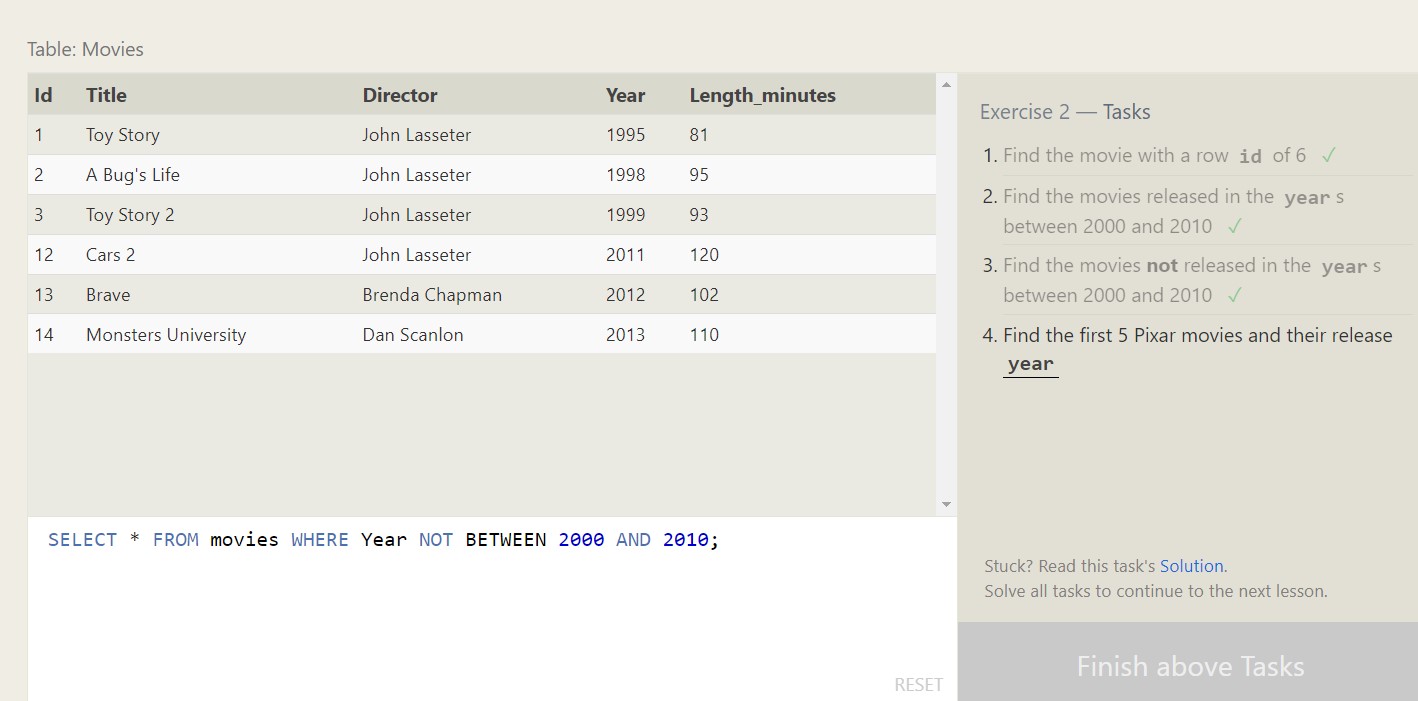 Table: Movies
Id Title Director Year Length_minutes
1 Toy Story John Lasseter 1995 81
2 A Bug's Life John Lasseter 1998 95
3 Toy Story 2 John Lasseter 1999 93
12 Cars 2 John Lasseter 2011 120
13 Brave Brenda Chapman 2012 102
14 Monsters University Dan Scanlon 2013 110
SELECT * FROM movies WHERE Year NOT BETWEEN 2000 AND 2010;
RESET
Exercise 2 — Tasks
1. Find the movie with a row id of 6 ✓
2. Find the movies released in the year s
between 2000 and 2010 ✓
3. Find the movies not released in the year s
between 2000 and 2010 ✓
4. Find the first 5 Pixar movies and their release
year
Stuck? Read this task's Solution.
Solve all tasks to continue to the next lesson.
Finish above Tasks